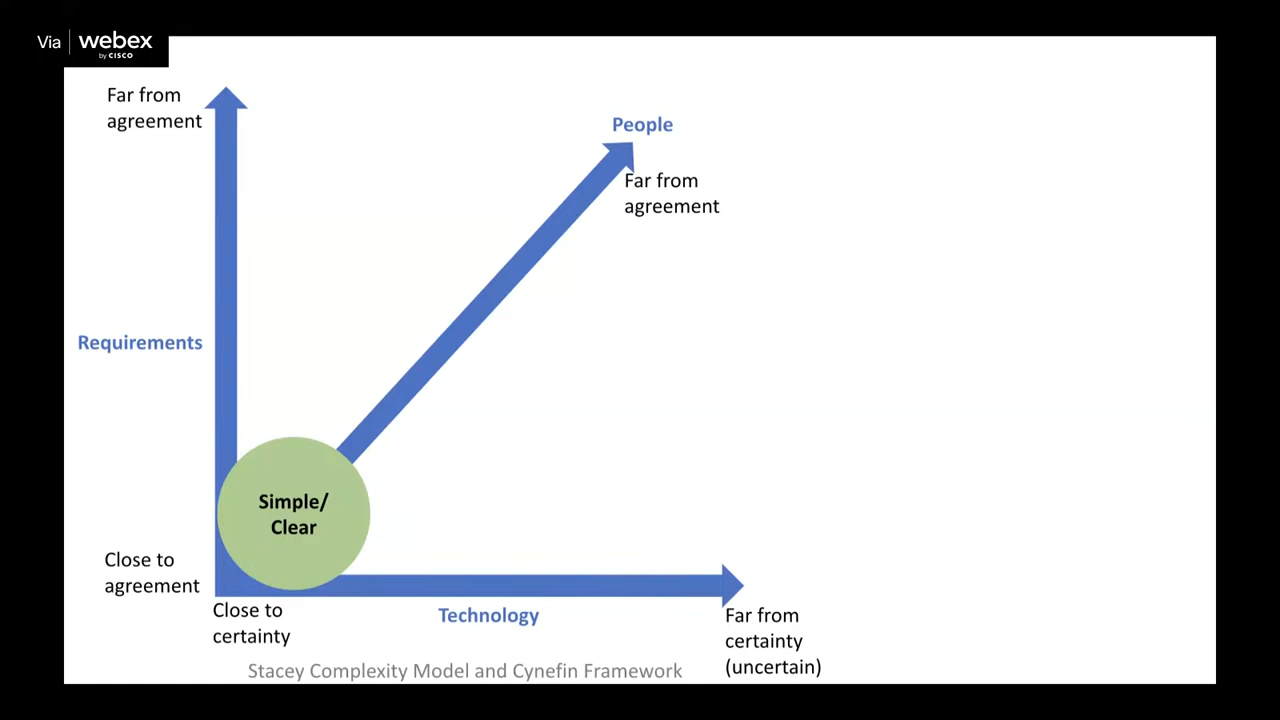 Via webex
by CISCO
Far from
agreement
People
Far from
agreement
Requirements
Simple/
Clear
Close to
agreement
Close to
certainty
Technology
Far from
certainty
(uncertain)
Stacey Complexity Model and Cynefin Framework